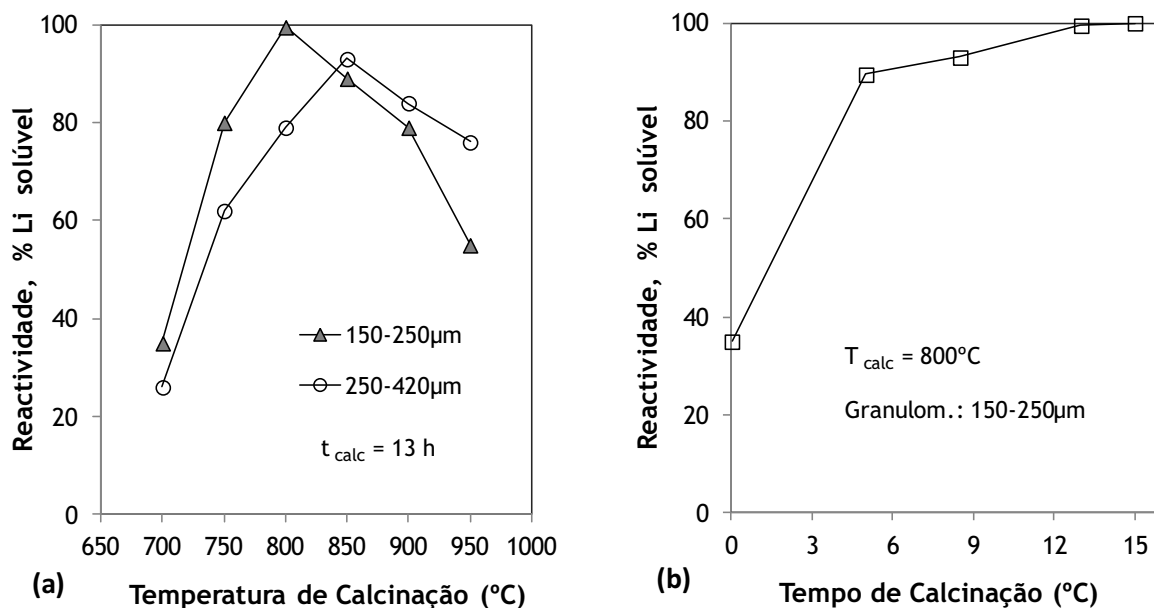 Reactividade, % Li solúvel
100
80
60
40
20
0
150-250µm
250-420µm
t calc = 13 h
650 700 750 800 850 900 950 1000
(a)
Temperatura de Calcinação (ºC)
Reactividade, % Li solúvel
100
80
60
40
20
0
T calc = 800ºC
Granulom.: 150-250µm
0 3 6 9 12 15
(b)
Tempo de Calcinação (ºC)